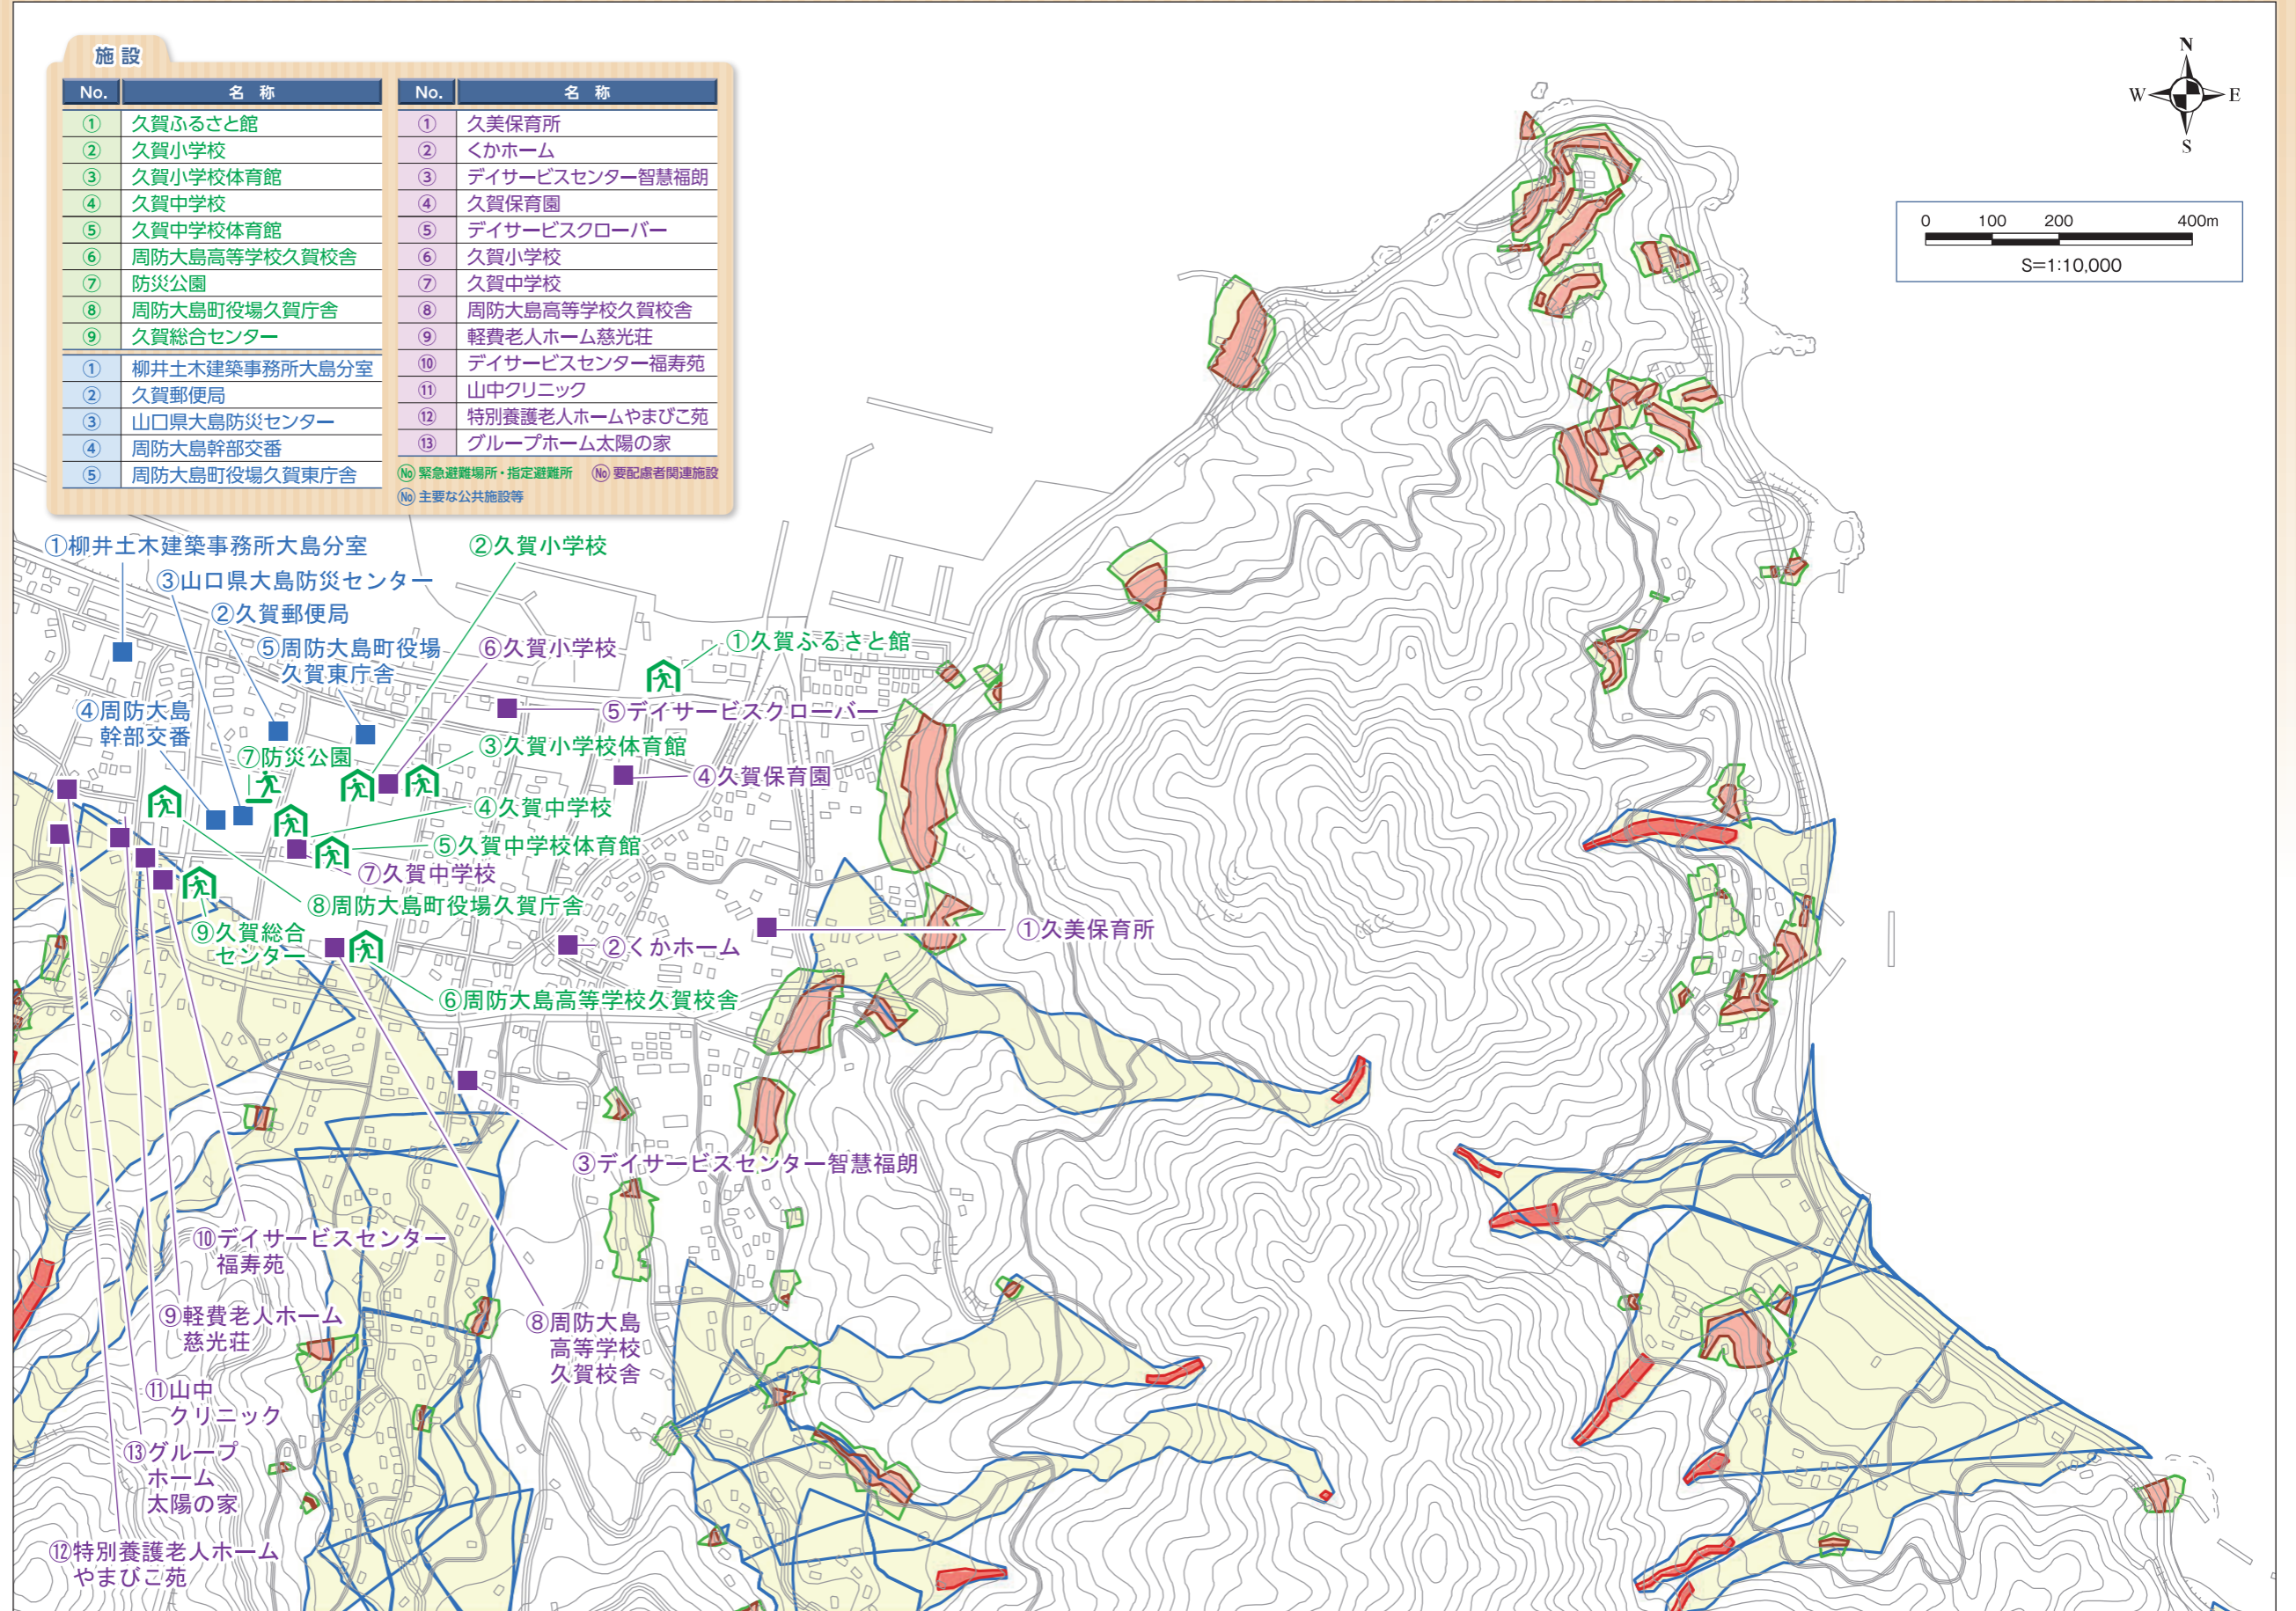 施設
No. 名称
① 久賀ふるさと館
② 久賀小学校
③ 久賀小学校体育館
④ 久賀中学校
⑤ 久賀中学校体育館
⑥ 周防大島高等学校久賀校舎
⑦ 防災公園
⑧ 周防大島町役場久賀庁舎
⑨ 久賀総合センター
① 柳井土木建築事務所大島分室
② 久賀郵便局
③ 山口県大島防災センター
④ 周防大島幹部交番
⑤ 周防大島町役場久賀東庁舎
No. 名称
① 久美保育所
② くかホーム
③ デイサービスセンター智慧福朗
④ 久賀保育園
⑤ デイサービスクローバー
⑥ 久賀小学校
⑦ 久賀中学校
⑧ 周防大島高等学校久賀校舎
⑨ 軽費老人ホーム慈光荘
⑩ デイサービスセンター福寿苑
⑪ 山中クリニック
⑫ 特別養護老人ホームやまびこ苑
⑬ グループホーム太陽の家
No 緊急避難場所・指定避難所 No 要配慮者関連施設
No 主要な公共施設等
N
W E
S
0 100 200 400m
S=1:10,000
①柳井土木建築事務所大島分室
②久賀小学校
③山口県大島防災センター
②久賀郵便局
⑤周防大島町役場
久賀東庁舎
⑥久賀小学校
①久賀ふるさと館
④周防大島
幹部交番
⑤デイサービスクローバー
⑦防災公園
③久賀小学校体育館
④久賀保育園
④久賀中学校
⑤久賀中学校体育館
⑦久賀中学校
⑧周防大島町役場久賀庁舎
⑨久賀総合
センター
②くかホーム
①久美保育所
⑥周防大島高等学校久賀校舎
③デイサービスセンター智慧福朗
⑩デイサービスセンター
福寿苑
⑨軽費老人ホーム
慈光荘
⑧周防大島
高等学校
久賀校舎
⑪山中
クリニック
⑬グループ
ホーム
太陽の家
⑫特別養護老人ホーム
やまびこ苑